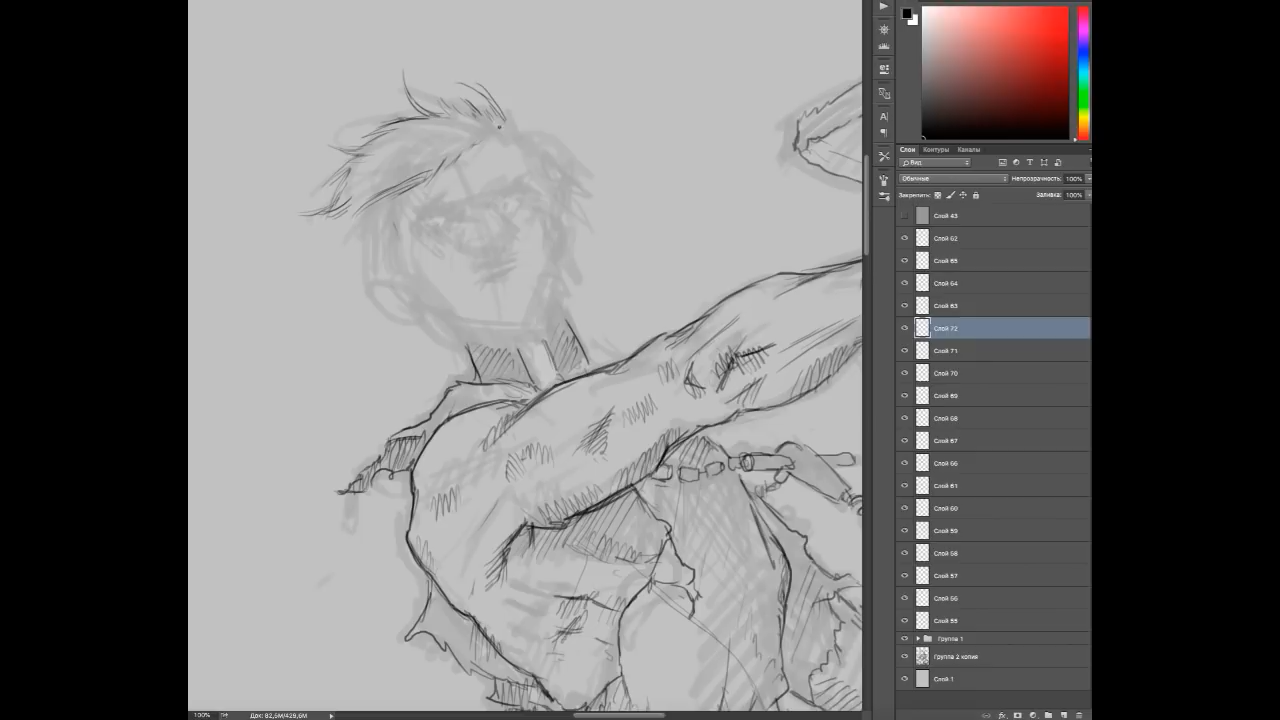 Слои Контуры Каналы
Вид
Обычные Непрозрачность: 100%
Закрепить: Заливка: 100%
Слой 43
Слой 62
Слой 65
Слой 64
Слой 63
Слой 72
Слой 71
Слой 70
Слой 69
Слой 68
Слой 67
Слой 66
Слой 61
Слой 60
Слой 59
Слой 58
Слой 57
Слой 56
Слой 55
Группа 1
Группа 2 копия
Слой 1
100% Док: 82,5M/429,6M